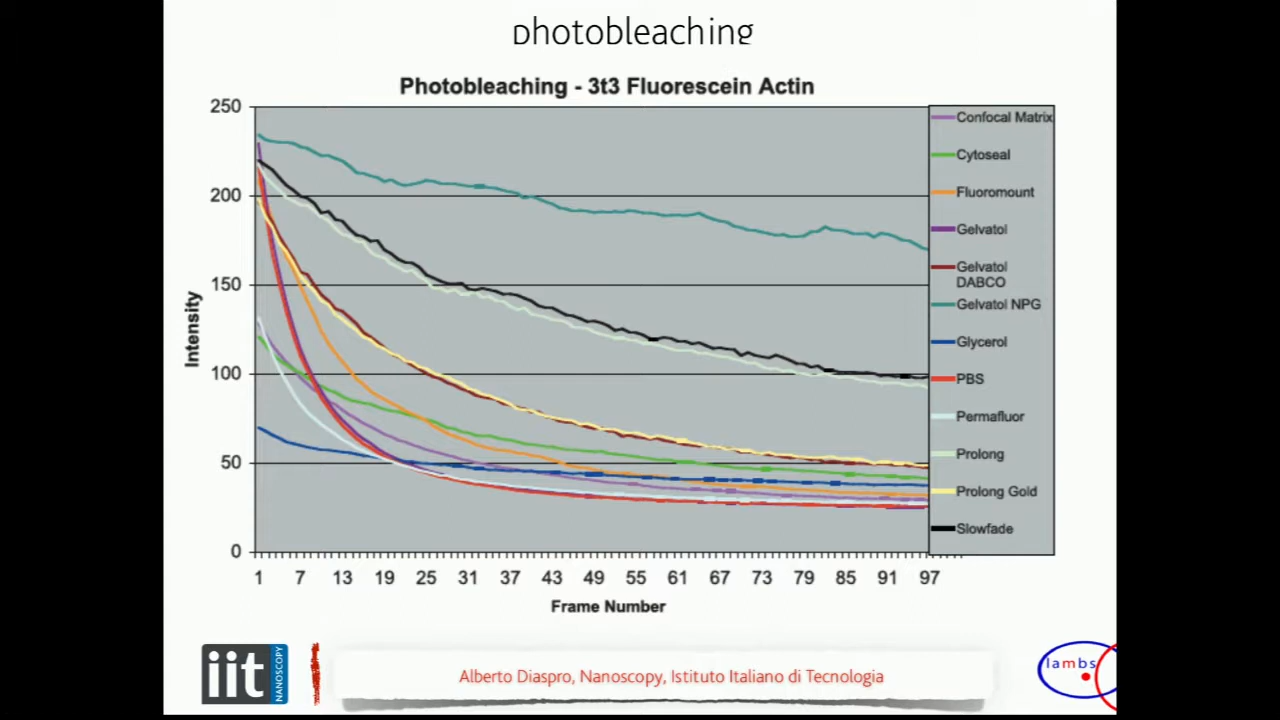 photobleaching
Photobleaching - 3t3 Fluorescein Actin
250
200
150
100
50
0
Intensity
1 7 13 19 25 31 37 43 49 55 61 67 73 79 85 91 97
Frame Number
Confocal Matrix
Cytoseal
Fluoromount
Gelvatol
Gelvatol
DABCO
Gelvatol NPG
Glycerol
PBS
Permafluor
Prolong
Prolong Gold
Slowfade
iit
NANOSCOPY
Alberto Diaspro, Nanoscopy, Istituto Italiano di Tecnologia
lambs